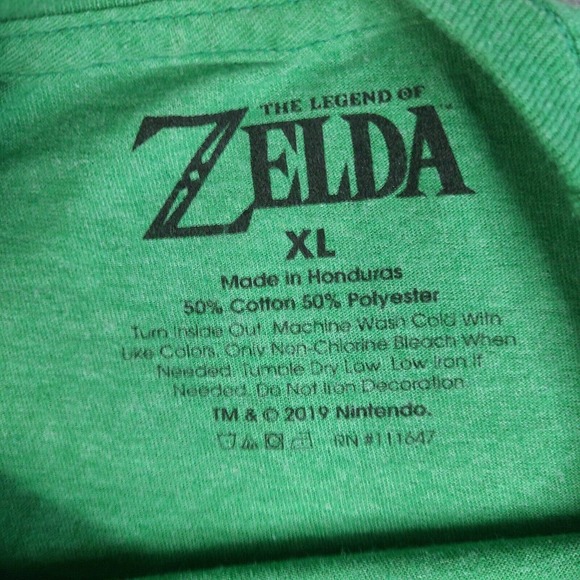 THE LEGEND OF
ZELDA™
XL
Made in Honduras
50% Cotton 50% Polyester
Turn Inside Out. Machine Wash Cold With
Like Colors. Only Non-Chlorine Bleach When
Needed. Tumble Dry Low. Low Iron If
Needed. Do Not Iron Decoration
TM & © 2019 Nintendo.
RN #111647